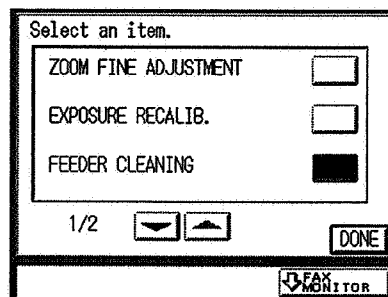 Select an item.
ZOOM FINE ADJUSTMENT
EXPOSURE RECALIB.
FEEDER CLEANING
1/2
DONE
FAX
MONITOR